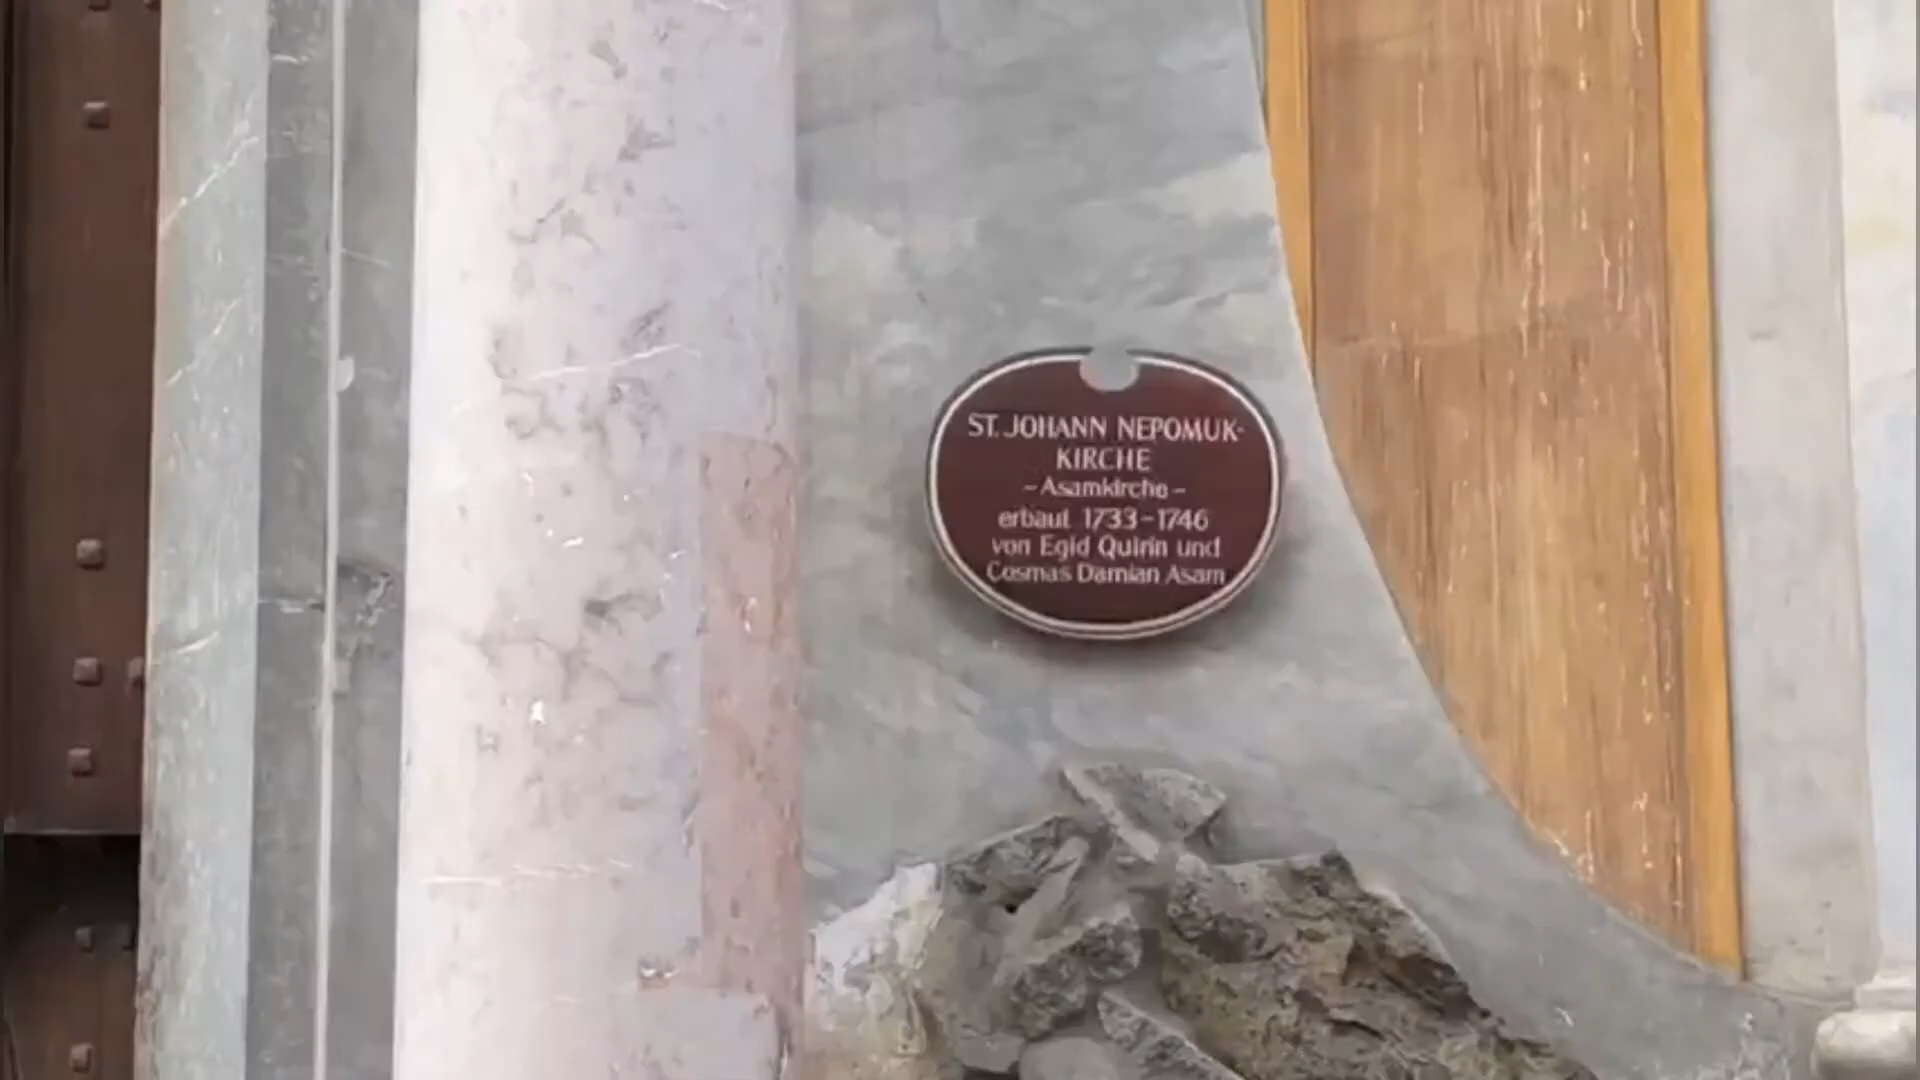 ST. JOHANN NEPOMUK-
KIRCHE
-Asamkirche-
erbaut 1733-1746
von Egid Quirin und
Cosmas Damian Asam